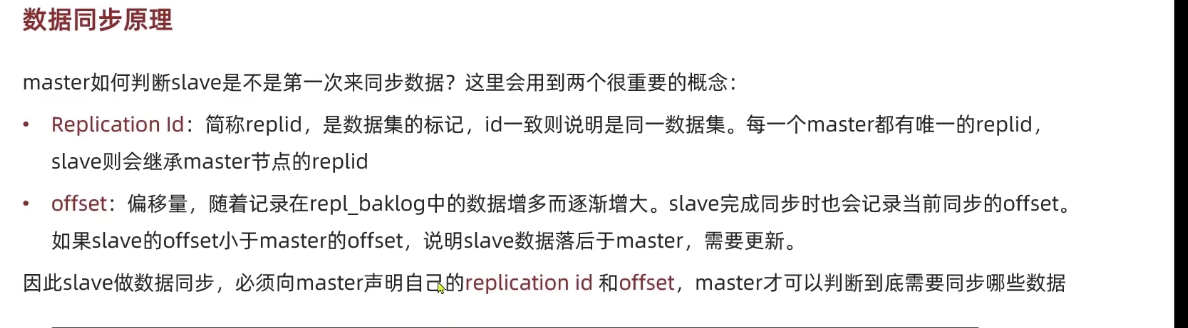 数据同步原理
master如何判断slave是不是第一次来同步数据？这里会用到两个很重要的概念：
• Replication Id：简称replid，是数据集的标记，id一致则说明是同一数据集。每一个master都有唯一的replid，
slave则会继承master节点的replid
• offset：偏移量，随着记录在repl_baklog中的数据增多而逐渐增大。slave完成同步时也会记录当前同步的offset。
如果slave的offset小于master的offset，说明slave数据落后于master，需要更新。
因此slave做数据同步，必须向master声明自己的replication id 和offset，master才可以判断到底需要同步哪些数据